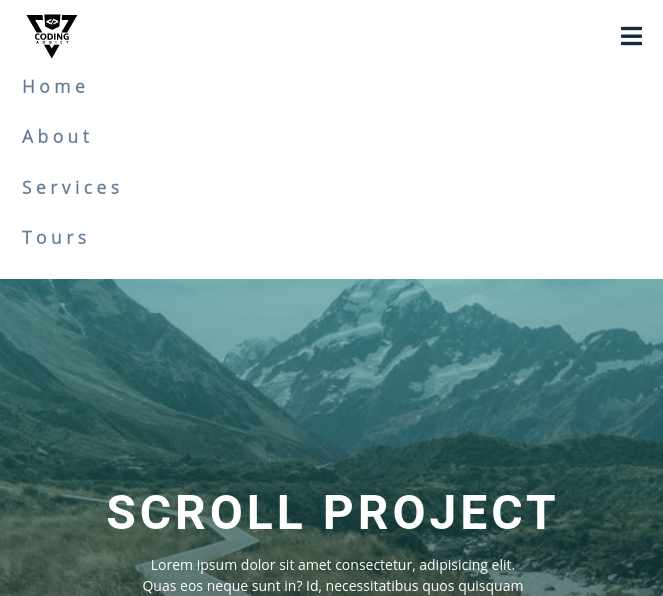 </>
CODING
ADDICT
Home
About
Services
Tours
SCROLL PROJECT
Lorem ipsum dolor sit amet consectetur, adipisicing elit.
Quas eos neque sunt in? Id, necessitatibus quos quisquam